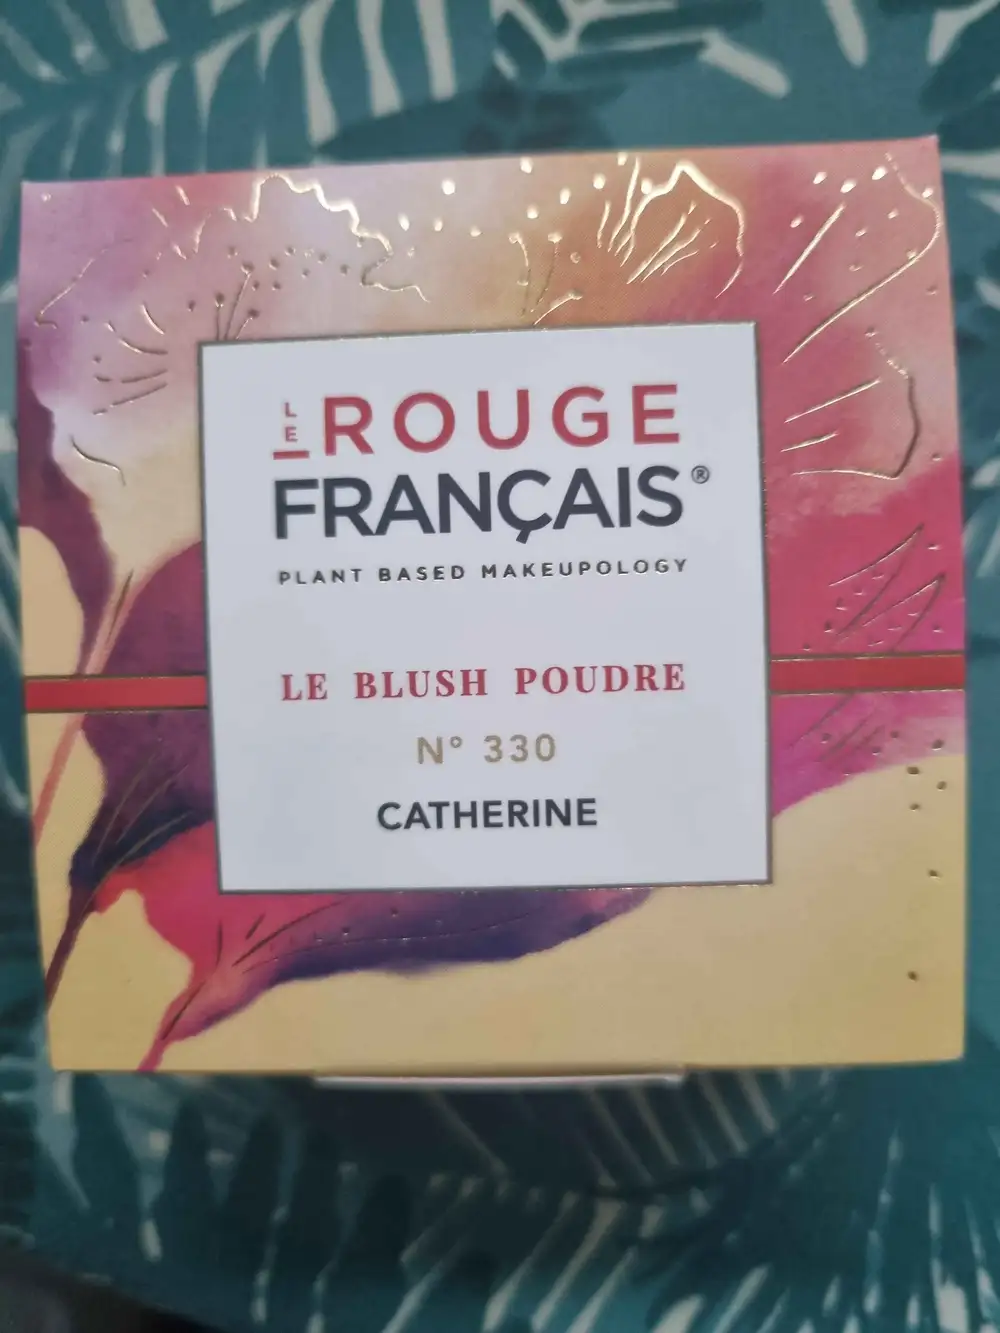 LE ROUGE
FRANÇAIS®
PLANT BASED MAKEUPOLOGY
LE BLUSH POUDRE
N° 330
CATHERINE